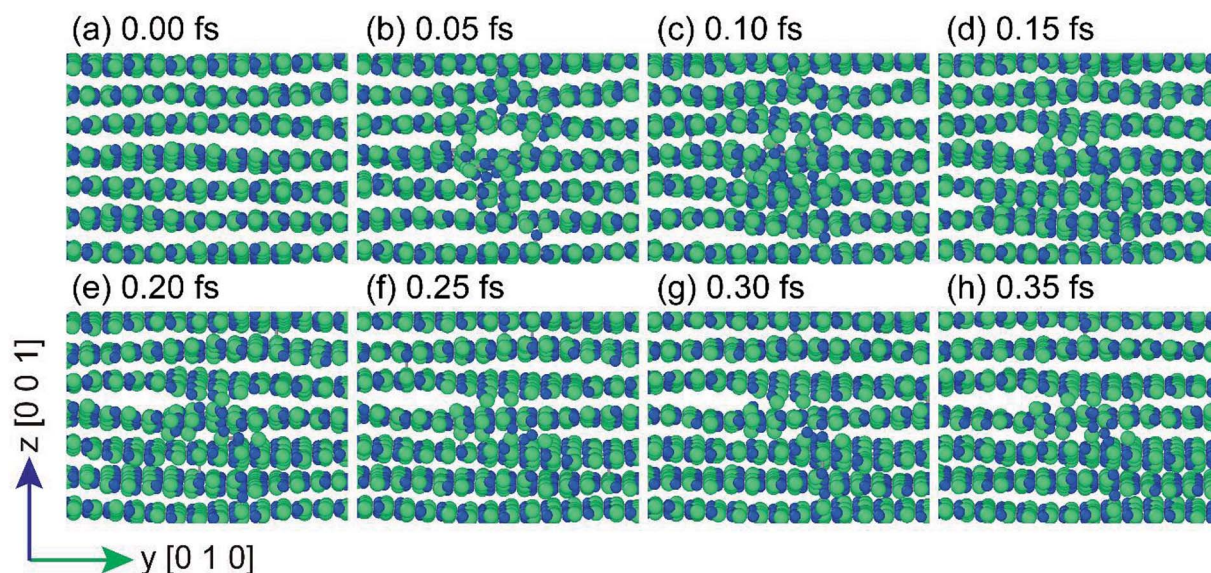 (a) 0.00 fs
(b) 0.05 fs
(c) 0.10 fs
(d) 0.15 fs
(e) 0.20 fs
(f) 0.25 fs
(g) 0.30 fs
(h) 0.35 fs
z [0 0 1]
y [0 1 0]